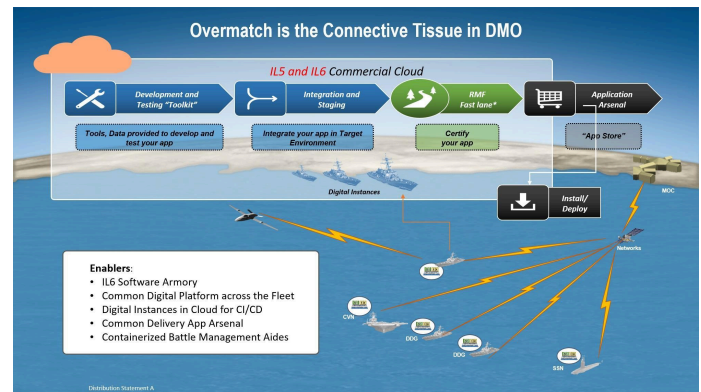 Overmatch is the Connective Tissue in DMO
IL5 and IL6 Commercial Cloud
Development and
Testing "Toolkit"
Integration and
Staging
RMF
Fast lane*
Application
Arsenal
Tools, Data provided to develop and
test your app
Integrate your app in Target
Environment
Certify
your app
"App Store"
Digital Instances
Install/
Deploy
MOC
Networks
Enablers:
• IL6 Software Armory
• Common Digital Platform across the Fleet
• Digital Instances in Cloud for CI/CD
• Common Delivery App Arsenal
• Containerized Battle Management Aides
CVN
DDG
DDG
SSN
Distribution Statement A